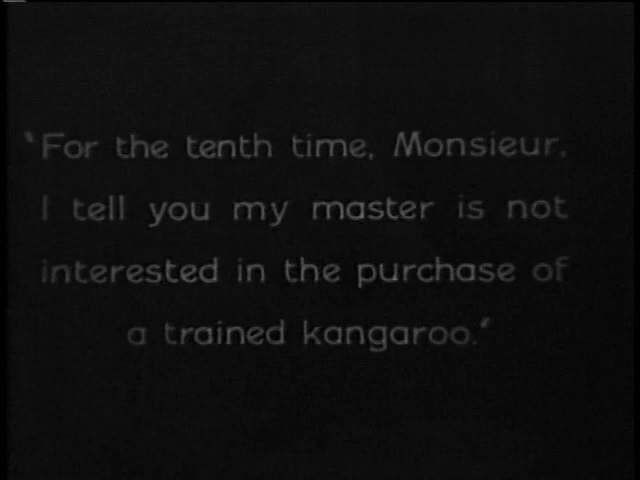 'For the tenth time, Monsieur,
I tell you my master is not
interested in the purchase of
a trained kangaroo.'